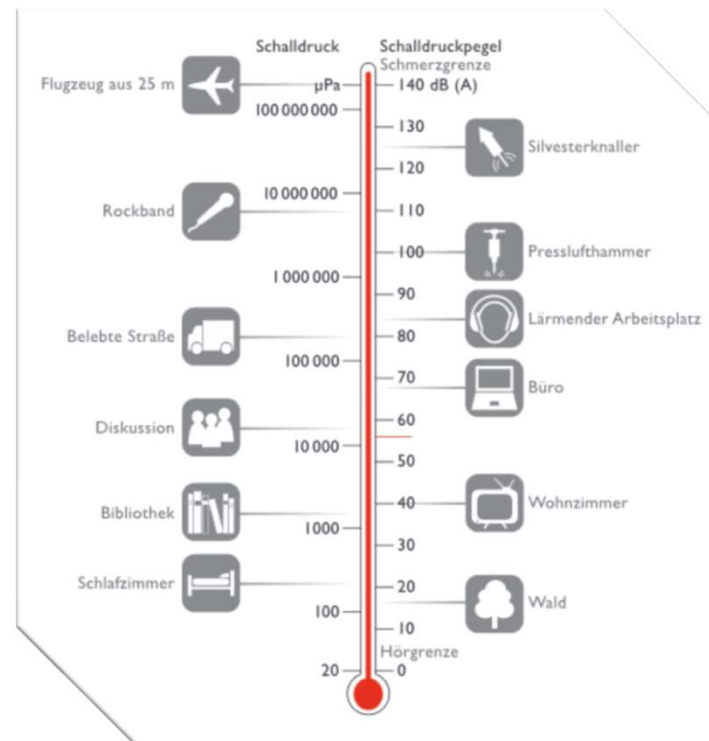 Schalldruck Schalldruckpegel
Schmerzgrenze
Flugzeug aus 25 m µPa 140 dB (A)
100 000 000
130
Silvesterknaller
120
10 000 000
Rockband 110
100 Presslufthammer
1 000 000
90
Lärmender Arbeitsplatz
Belebte Straße 80
100 000
70
Büro
60
Diskussion
10 000
50
40 Wohnzimmer
Bibliothek
1000
30
Schlafzimmer 20
Wald
100
10
Hörgrenze
20 0